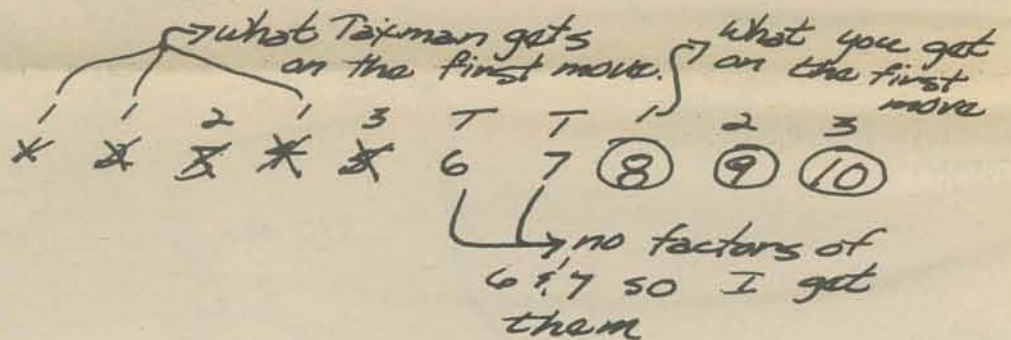 what Taxman gets
on the first move.
what you get
on the first
move
1 1 2 1 3 T T 1 2 3
1 2 3 4 5 6 7 8 9 10
no factors of
6 & 7 so I get
them